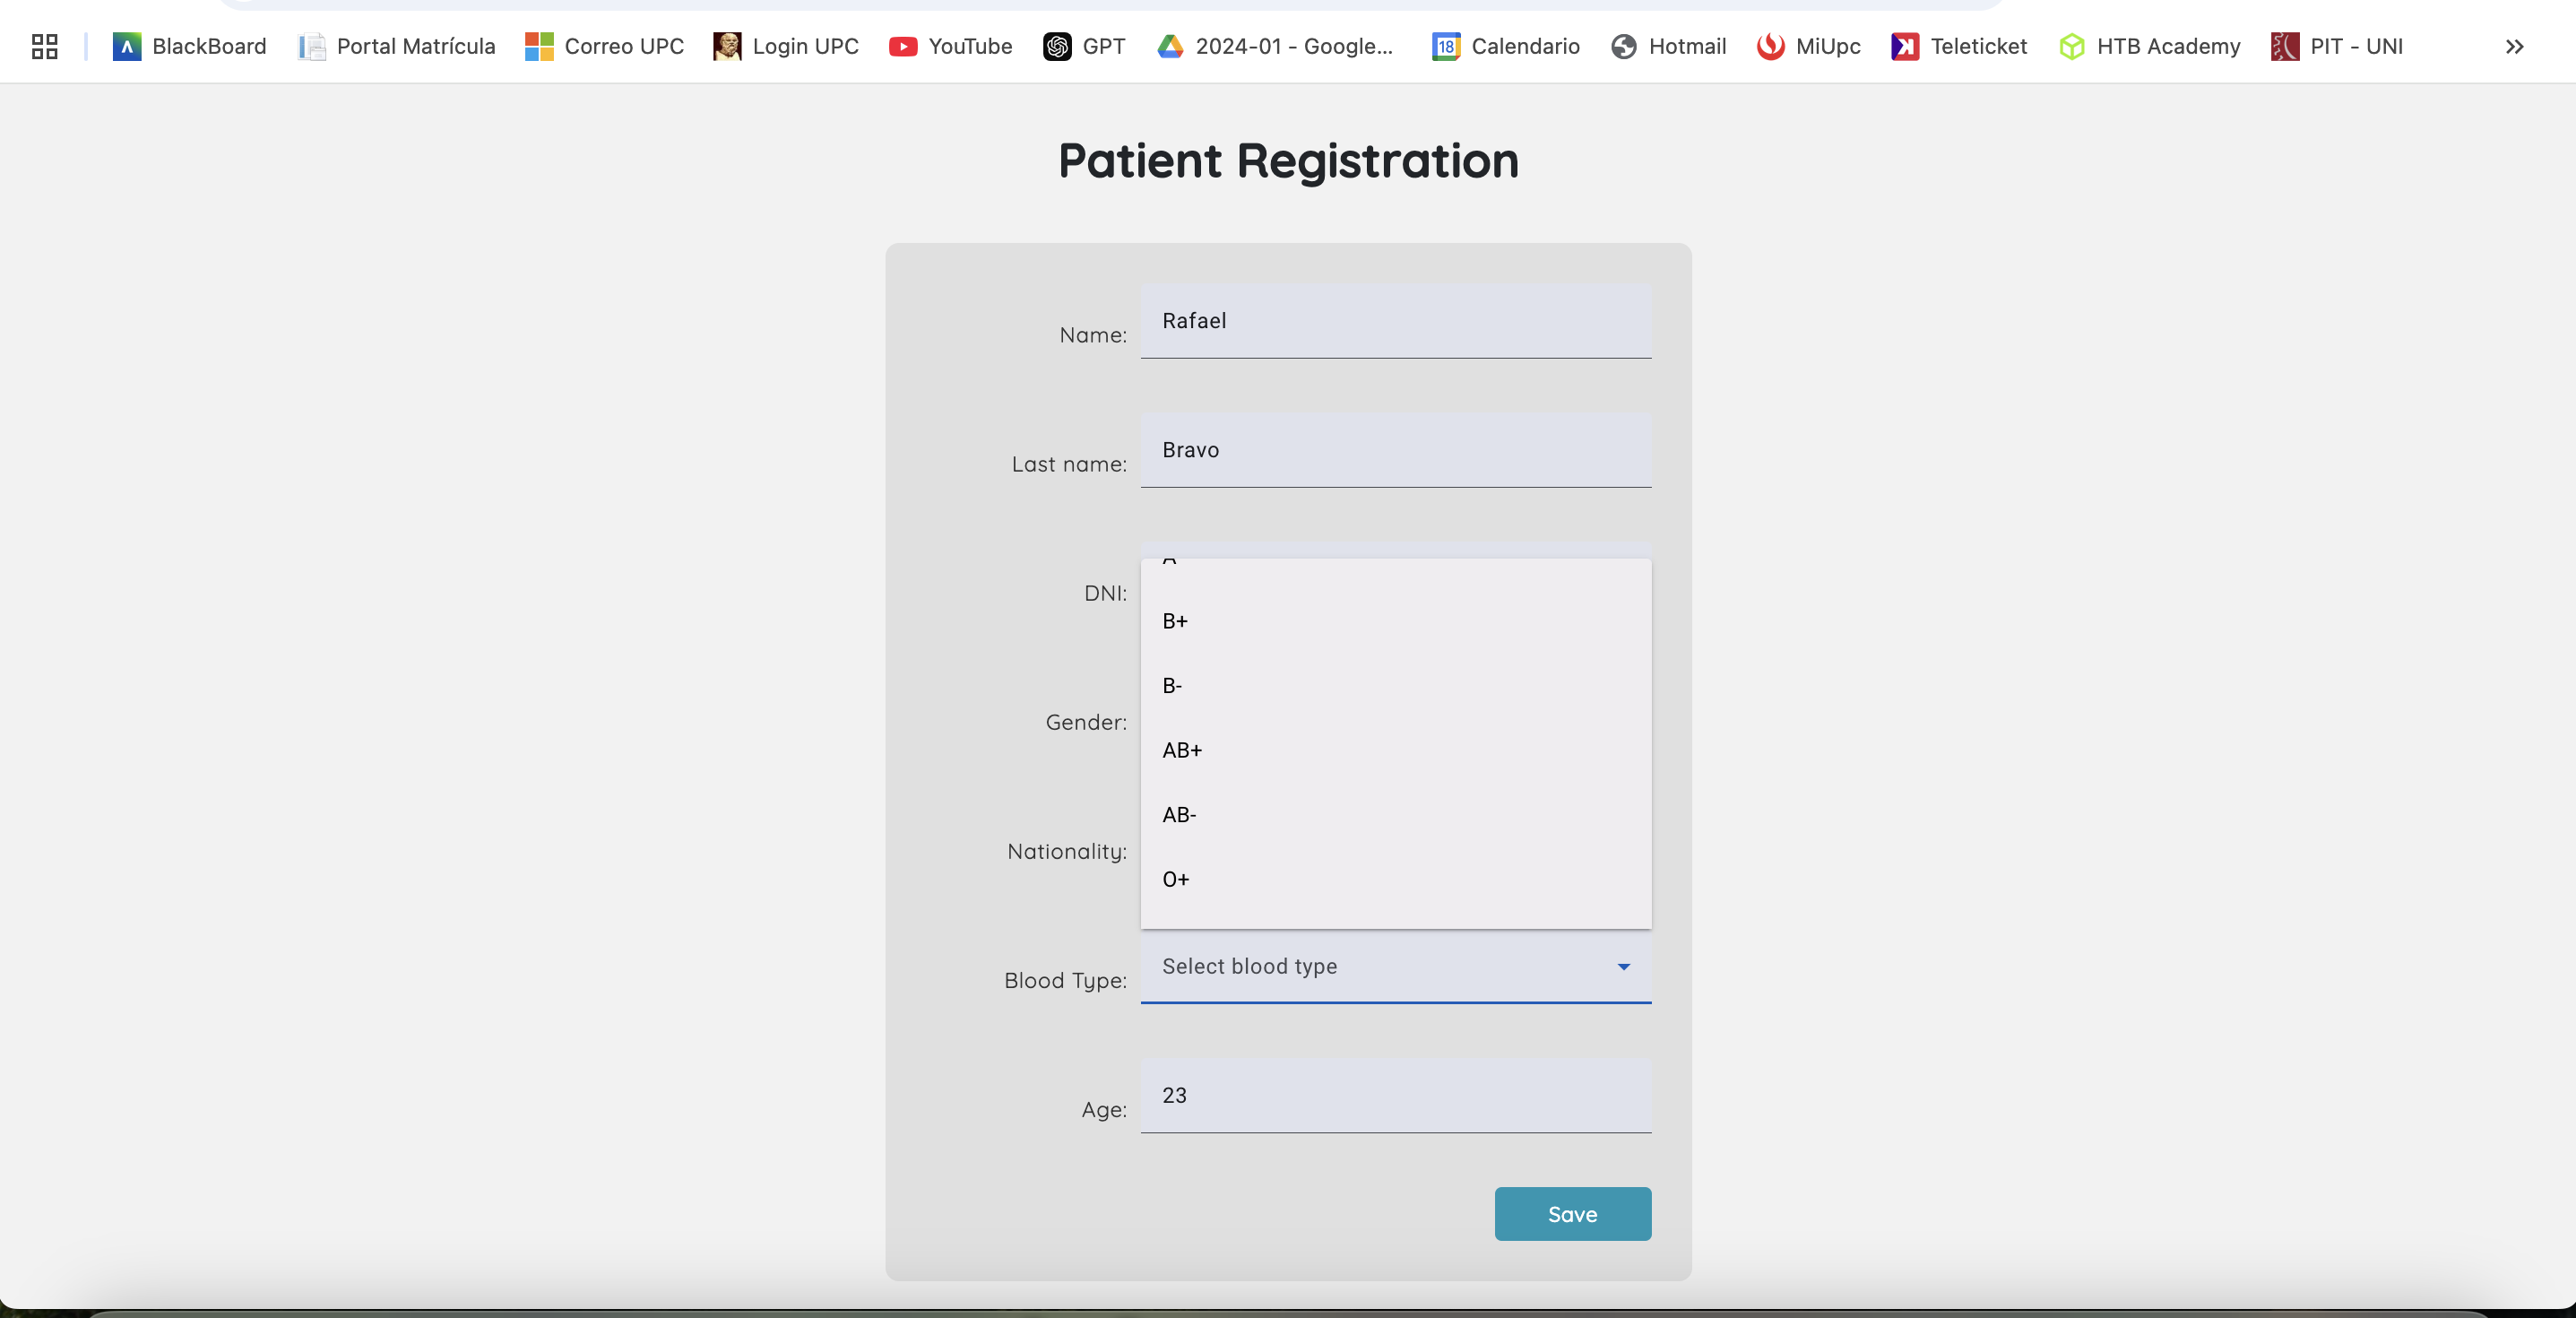 BlackBoard Portal Matrícula Correo UPC Login UPC YouTube GPT 2024-01 - Google... 18 Calendario Hotmail MiUpc Teleticket HTB Academy PIT - UNI »
Patient Registration
Name: Rafael
Last name: Bravo
DNI:
B+
B-
Gender:
AB+
AB-
Nationality:
O+
Blood Type: Select blood type
Age: 23
Save